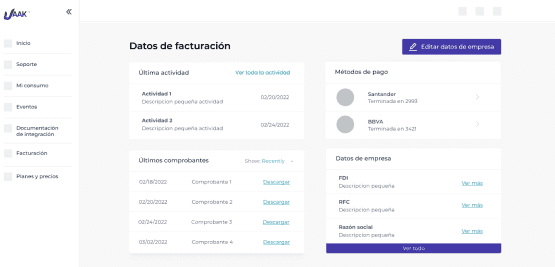 JAAK
«
Inicio
Soporte
Mi consumo
Eventos
Documentación
de integración
Facturación
Planes y precios
Datos de facturación
Editar datos de empresa
Última actividad
Ver toda la actividad
Actividad 1
Descripcion pequeña actividad
02/20/2022
Actividad 2
Descripcion pequeña actividad
02/24/2022
Métodos de pago
Santander
Terminada en 2993
BBVA
Terminada en 3421
Últimos comprobantes
Show: Recently
02/18/2022 Comprobante 1 Descargar
02/20/2022 Comprobante 2 Descargar
02/24/2022 Comprobante 3 Descargar
03/02/2022 Comprobante 4 Descargar
Datos de empresa
FDI
Descripcion pequeña
Ver más
RFC
Descripcion pequeña
Ver más
Razón social
Descripcion pequeña
Ver más
Ver todo